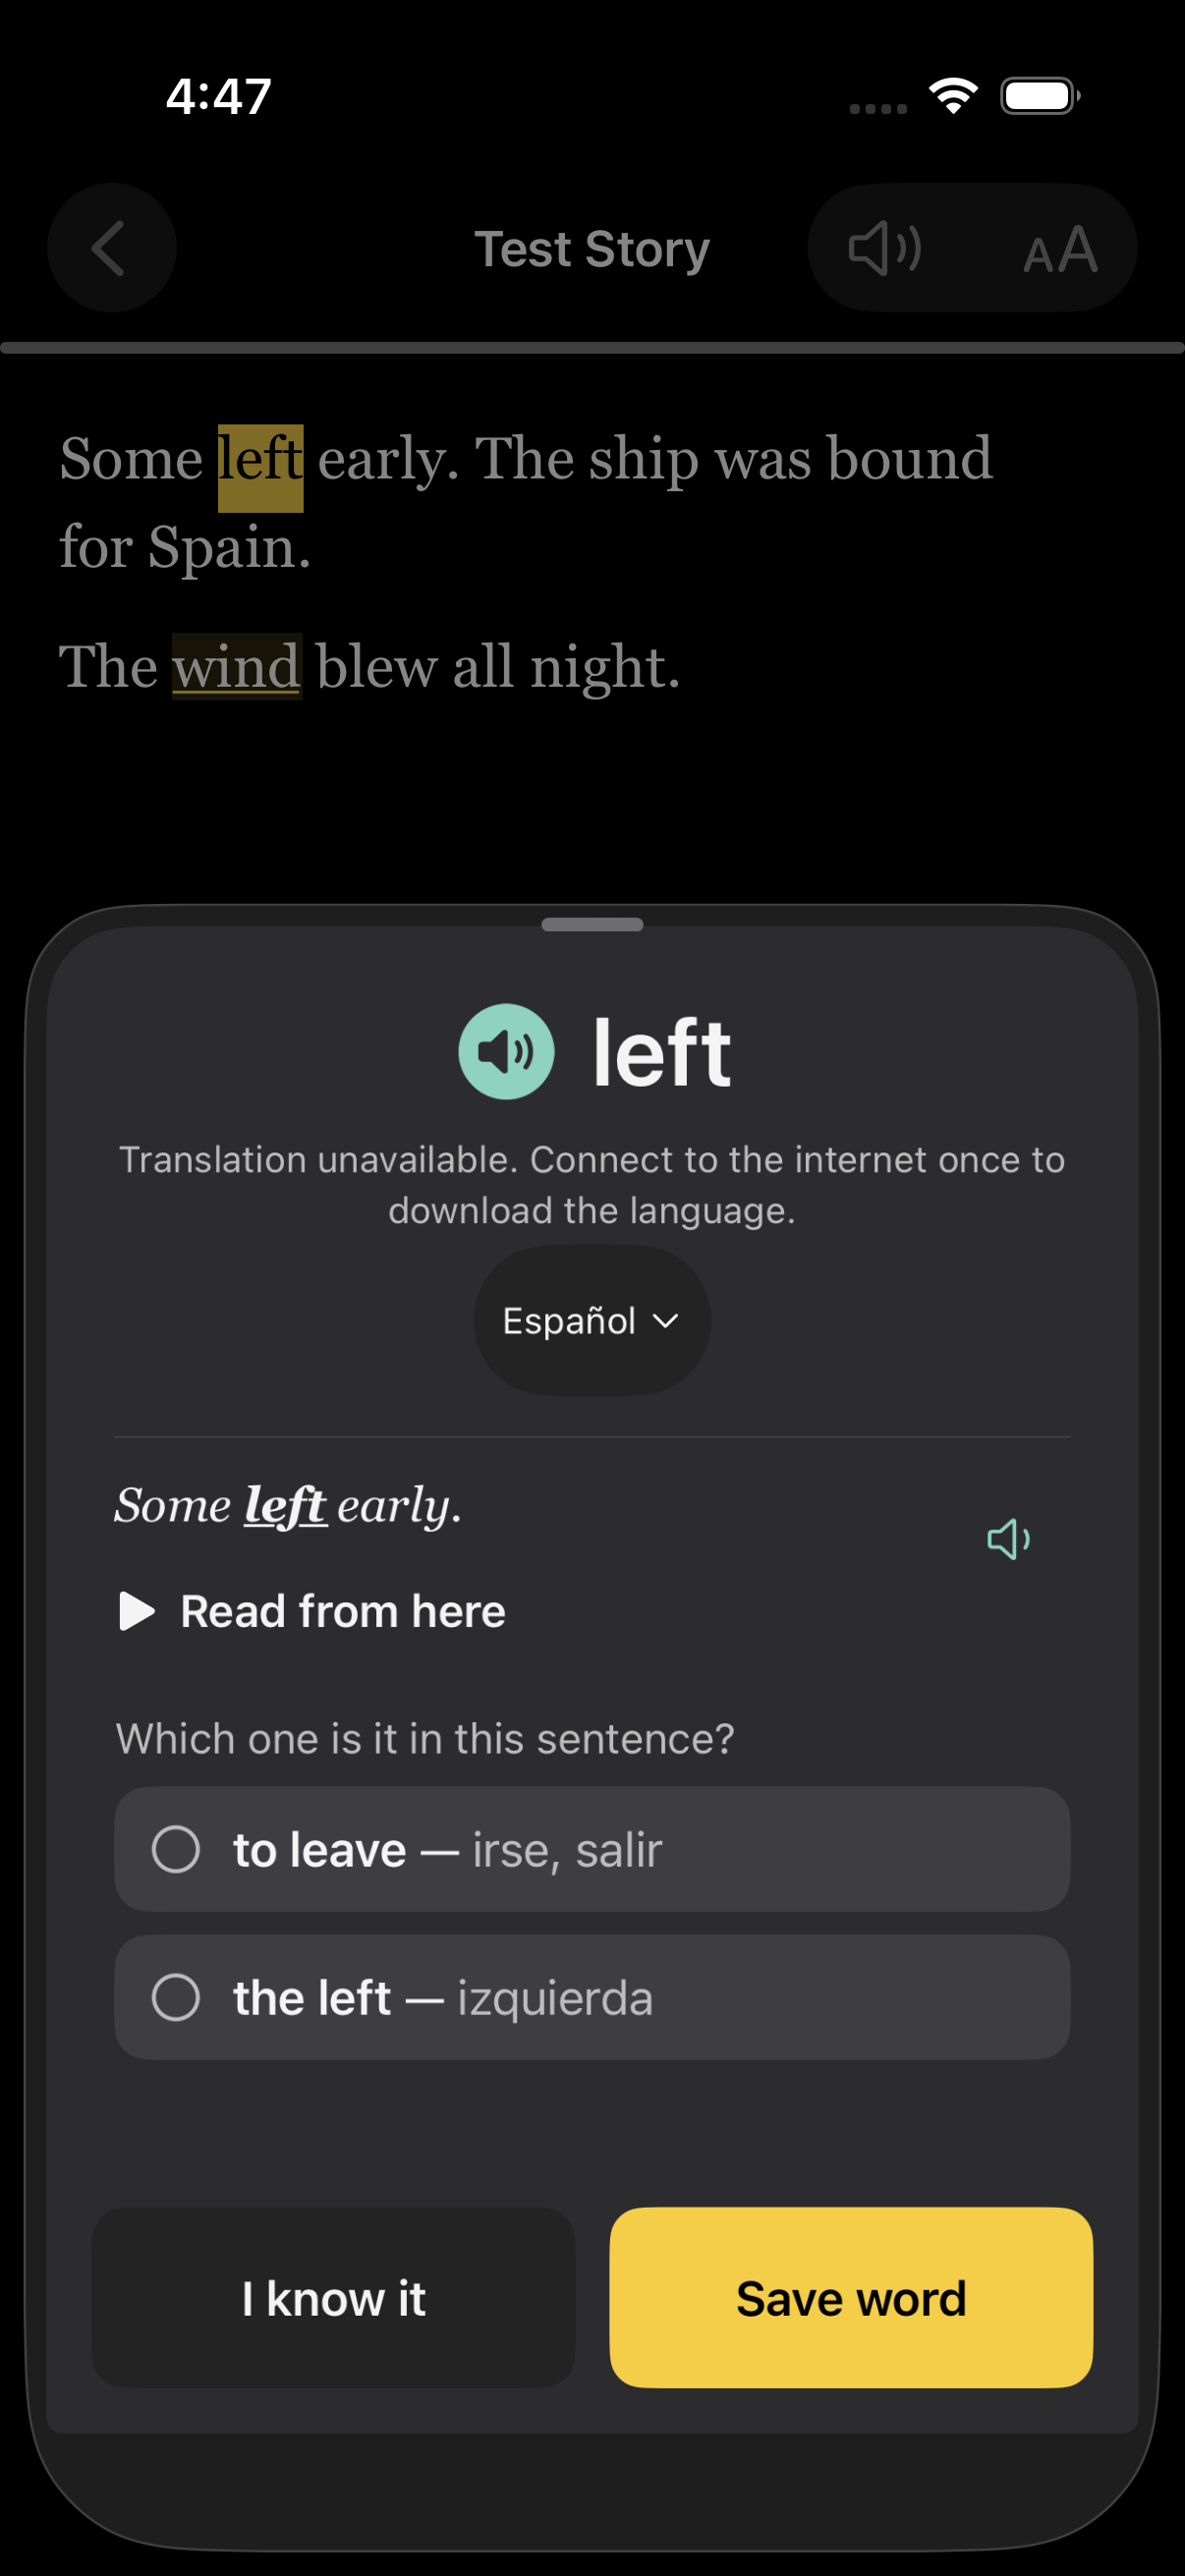 4:47
Test Story
AA
Some left early. The ship was bound
for Spain.
The wind blew all night.
left
Translation unavailable. Connect to the internet once to
download the language.
Español
Some left early.
Read from here
Which one is it in this sentence?
to leave — irse, salir
the left — izquierda
I know it
Save word